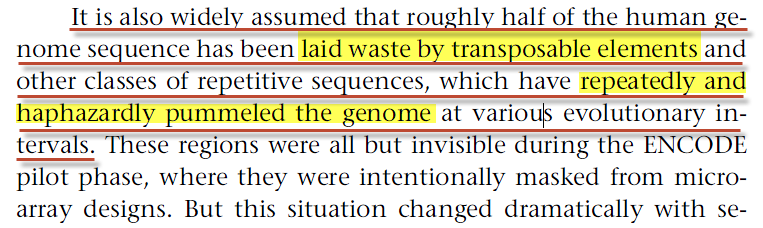 It is also widely assumed that roughly half of the human ge-
nome sequence has been laid waste by transposable elements and
other classes of repetitive sequences, which have repeatedly and
haphazardly pummeled the genome at various evolutionary in-
tervals. These regions were all but invisible during the ENCODE
pilot phase, where they were intentionally masked from micro-
array designs. But this situation changed dramatically with se-